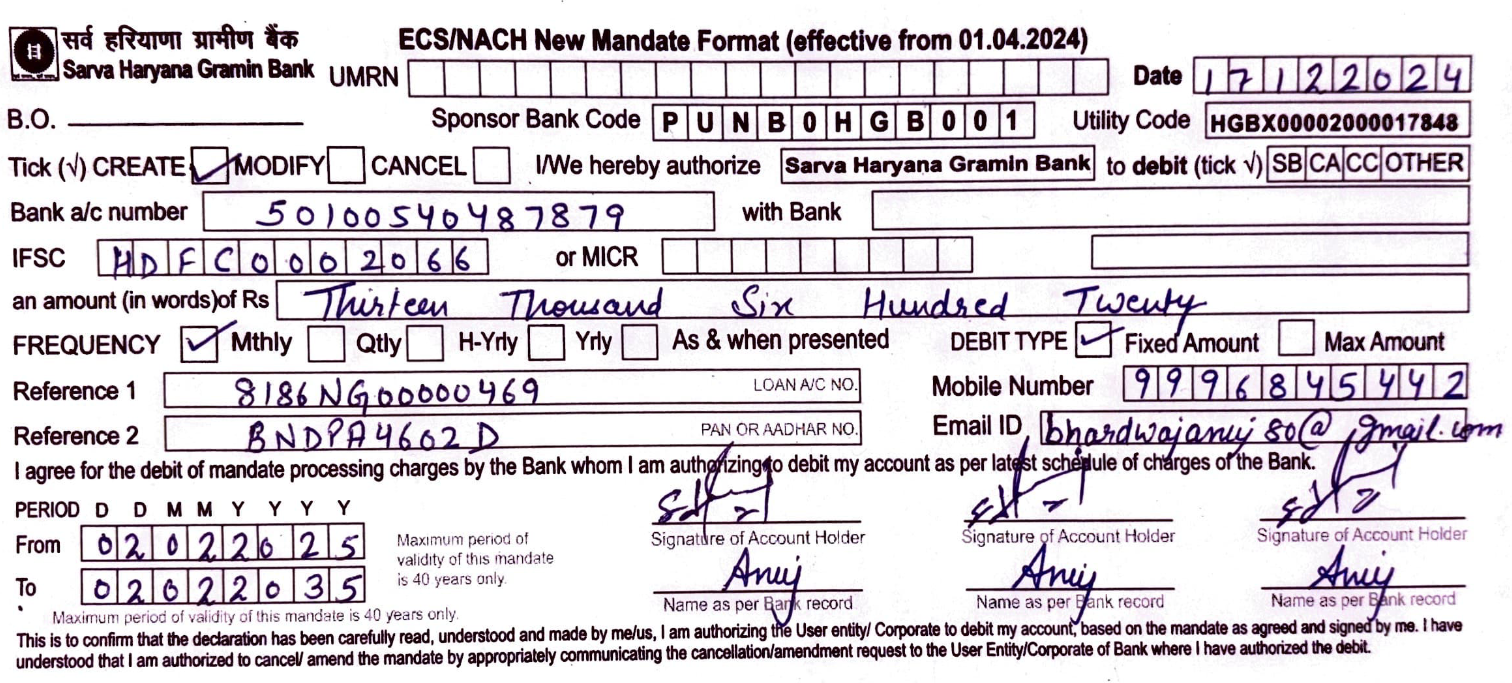 सर्व हरियाणा ग्रामीण बैंक ECS/NACH New Mandate Format (effective from 01.04.2024)
Sarva Haryana Gramin Bank UMRN Date 17122024
B.O. Sponsor Bank Code PUNB0HGB001 Utility Code HGBX00002000017848
Tick (√) CREATE ✓ MODIFY CANCEL I/We hereby authorize Sarva Haryana Gramin Bank to debit (tick √) SB CA CC OTHER
Bank a/c number 50100540487879 with Bank
IFSC HDFC0002066 or MICR
an amount (in words)of Rs Thirteen Thousand Six Hundred Twenty
FREQUENCY ✓ Mthly Qtly H-Yrly Yrly As & when presented DEBIT TYPE ✓ Fixed Amount Max Amount
Reference 1 8186NG00000469 LOAN A/C NO. Mobile Number 9996845442
Reference 2 BNDPA4602D PAN OR AADHAR NO. Email ID bhardwajanuj80@gmail.com
I agree for the debit of mandate processing charges by the Bank whom I am authorizing to debit my account as per latest schedule of charges of the Bank.
PERIOD D D M M Y Y Y Y
From 02022025 Maximum period of validity of this mandate is 40 years only. Signature of Account Holder Signature of Account Holder Signature of Account Holder
To 02022035 Anuj Anuj Anuj
Name as per Bank record Name as per Bank record Name as per Bank record
Maximum period of validity of this mandate is 40 years only.
This is to confirm that the declaration has been carefully read, understood and made by me/us, I am authorizing the User entity/ Corporate to debit my account, based on the mandate as agreed and signed by me. I have
understood that I am authorized to cancel/ amend the mandate by appropriately communicating the cancellation/amendment request to the User Entity/Corporate of Bank where I have authorized the debit.